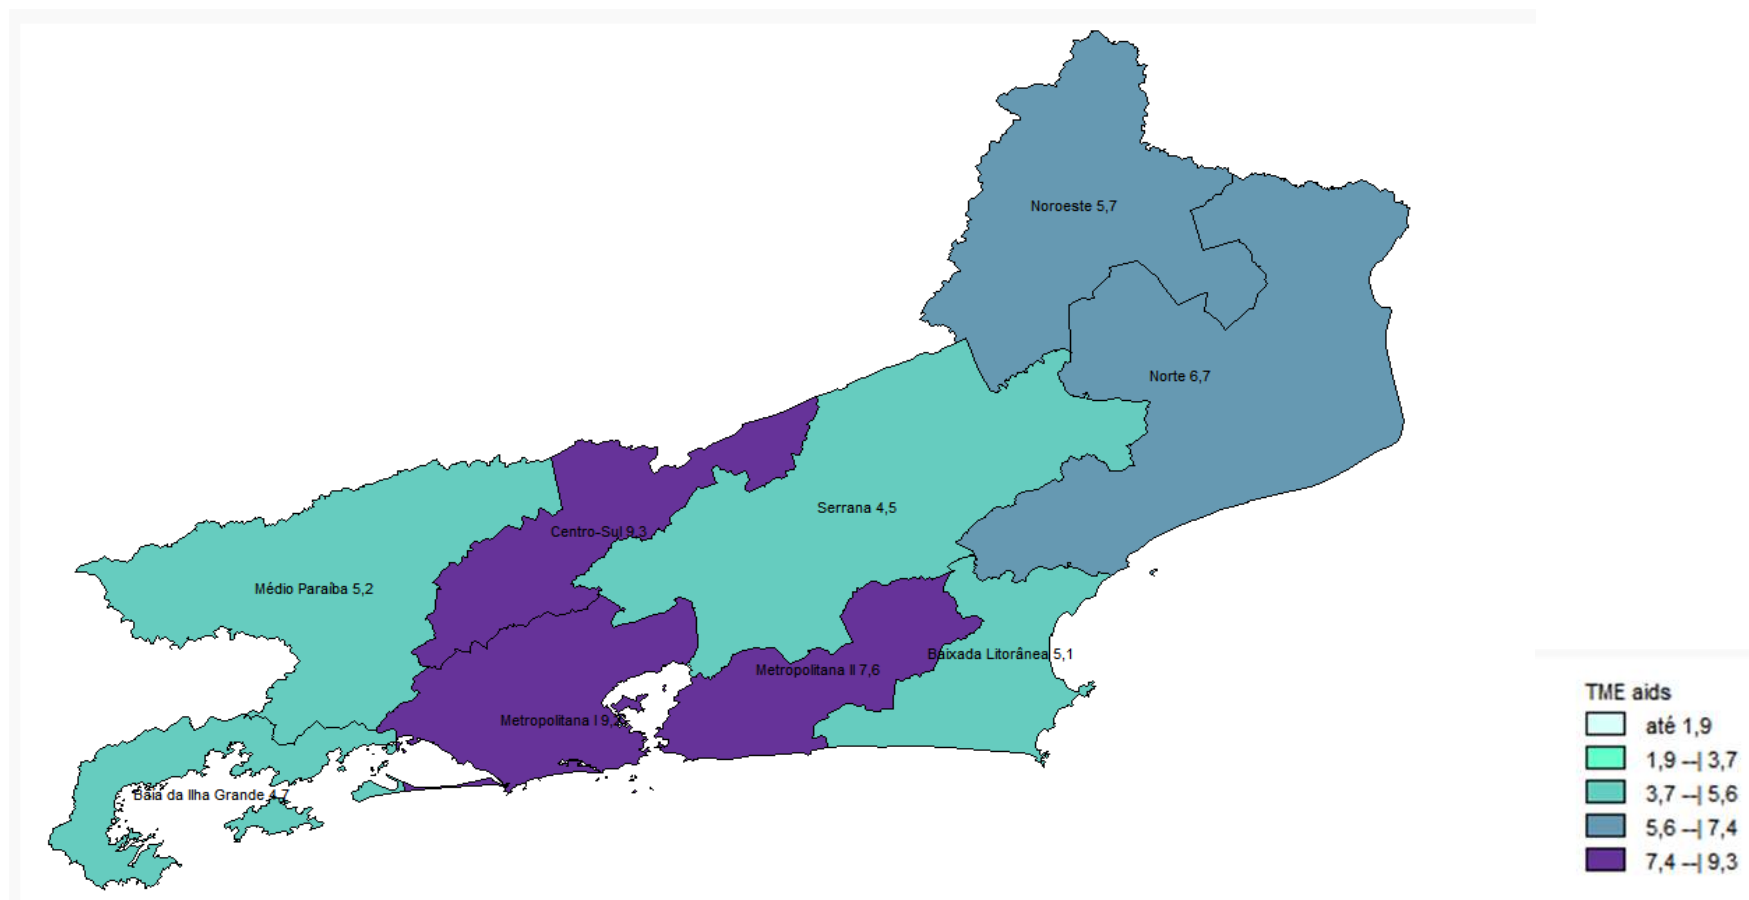 Noroeste 5,7
Norte 6,7
Serrana 4,5
Centro-Sul 9,3
Médio Paraíba 5,2
Baixada Litorânea 5,1
Metropolitana II 7,6
Metropolitana I
Baía da Ilha Grande 4,7
TME aids
até 1,9
1,9 --| 3,7
3,7 --| 5,6
5,6 --| 7,4
7,4 --| 9,3